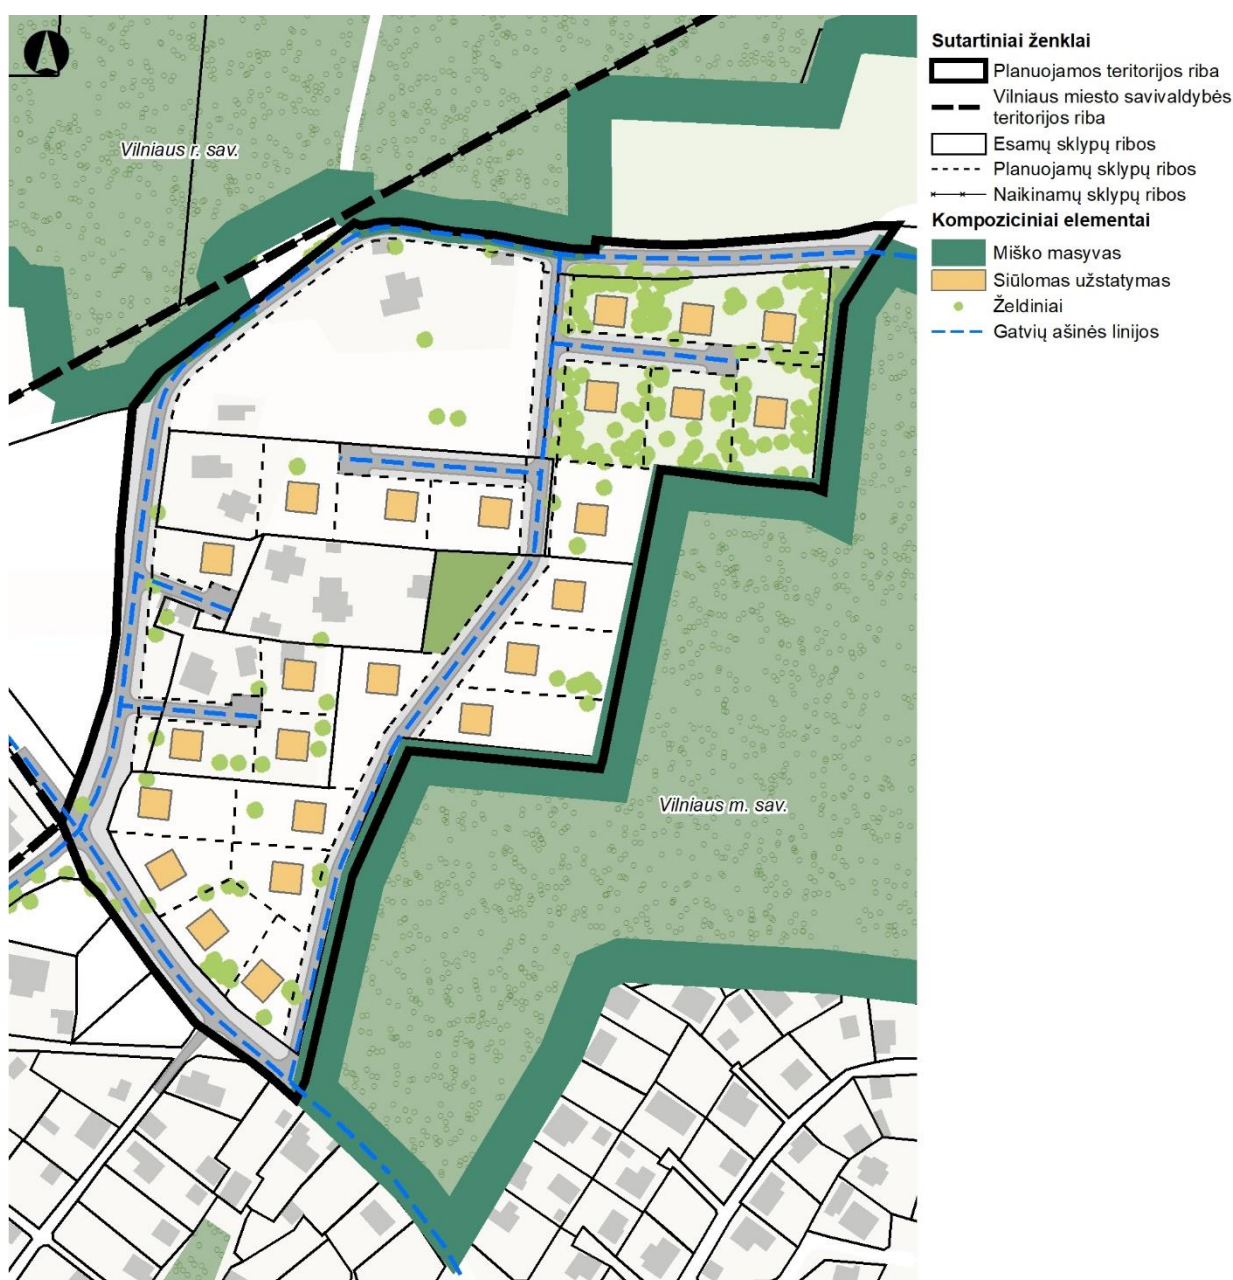 Sutartiniai ženklai
Planuojamos teritorijos riba
Vilniaus miesto savivaldybės
teritorijos riba
Esamų sklypų ribos
Planuojamų sklypų ribos
Naikinamų sklypų ribos
Kompoziciniai elementai
Miško masyvas
Siūlomas užstatymas
Želdiniai
Gatvių ašinės linijos
Vilniaus r. sav.
Vilniaus m. sav.